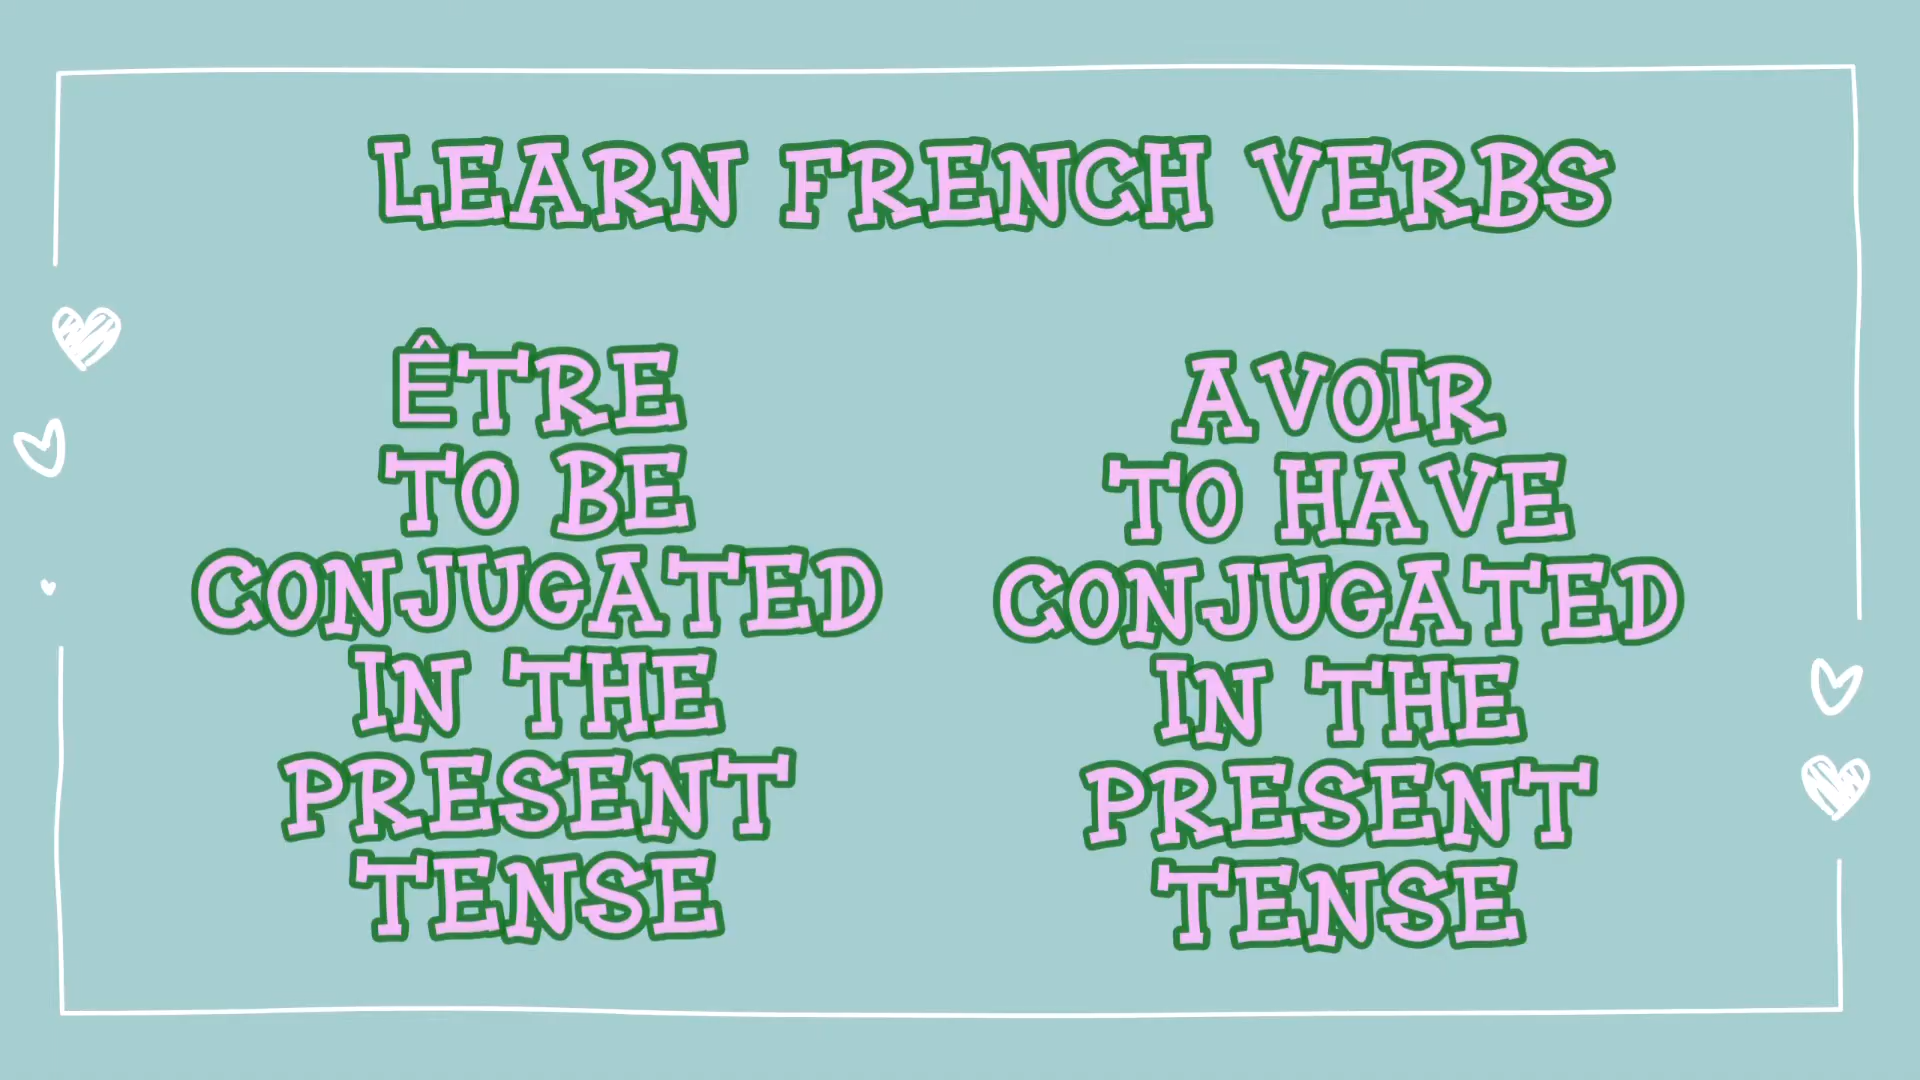 LEARN FRENCH VERBS
ÊTRE
TO BE
CONJUGATED
IN THE
PRESENT
TENSE
AVOIR
TO HAVE
CONJUGATED
IN THE
PRESENT
TENSE